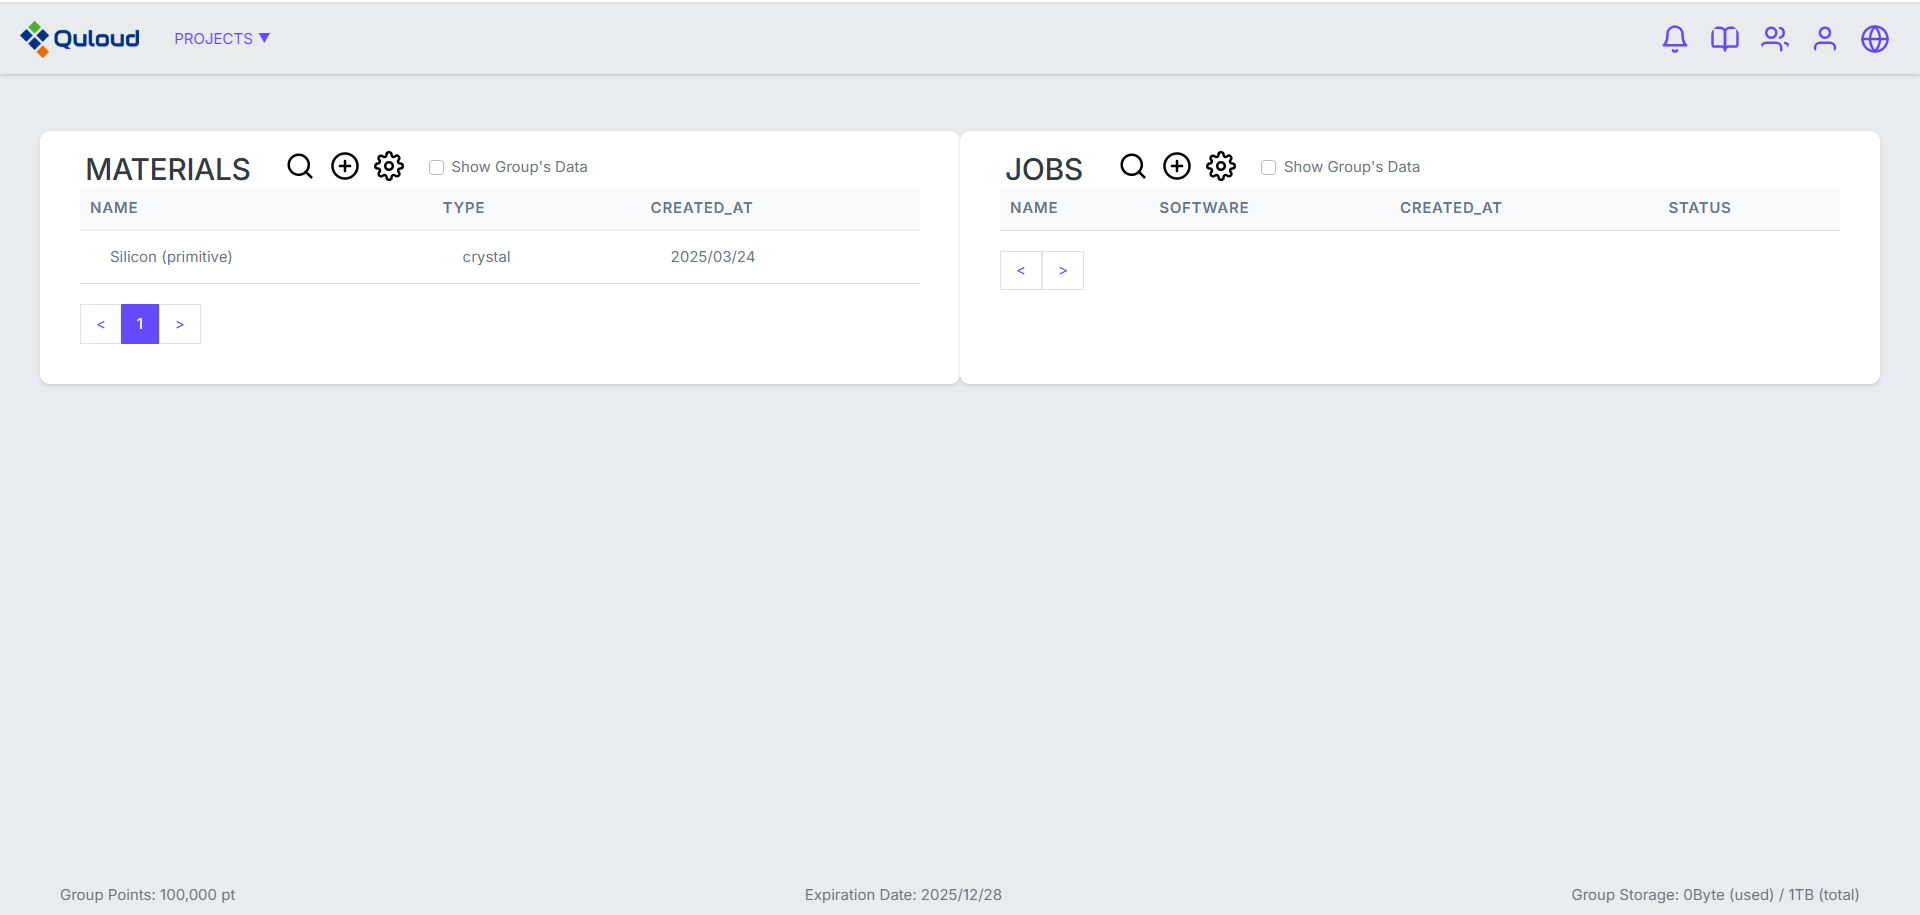 Quloud PROJECTS ▼
MATERIALS Show Group's Data
NAME TYPE CREATED_AT
Silicon (primitive) crystal 2025/03/24
< 1 >
JOBS Show Group's Data
NAME SOFTWARE CREATED_AT STATUS
< >
Group Points: 100,000 pt Expiration Date: 2025/12/28 Group Storage: 0Byte (used) / 1TB (total)